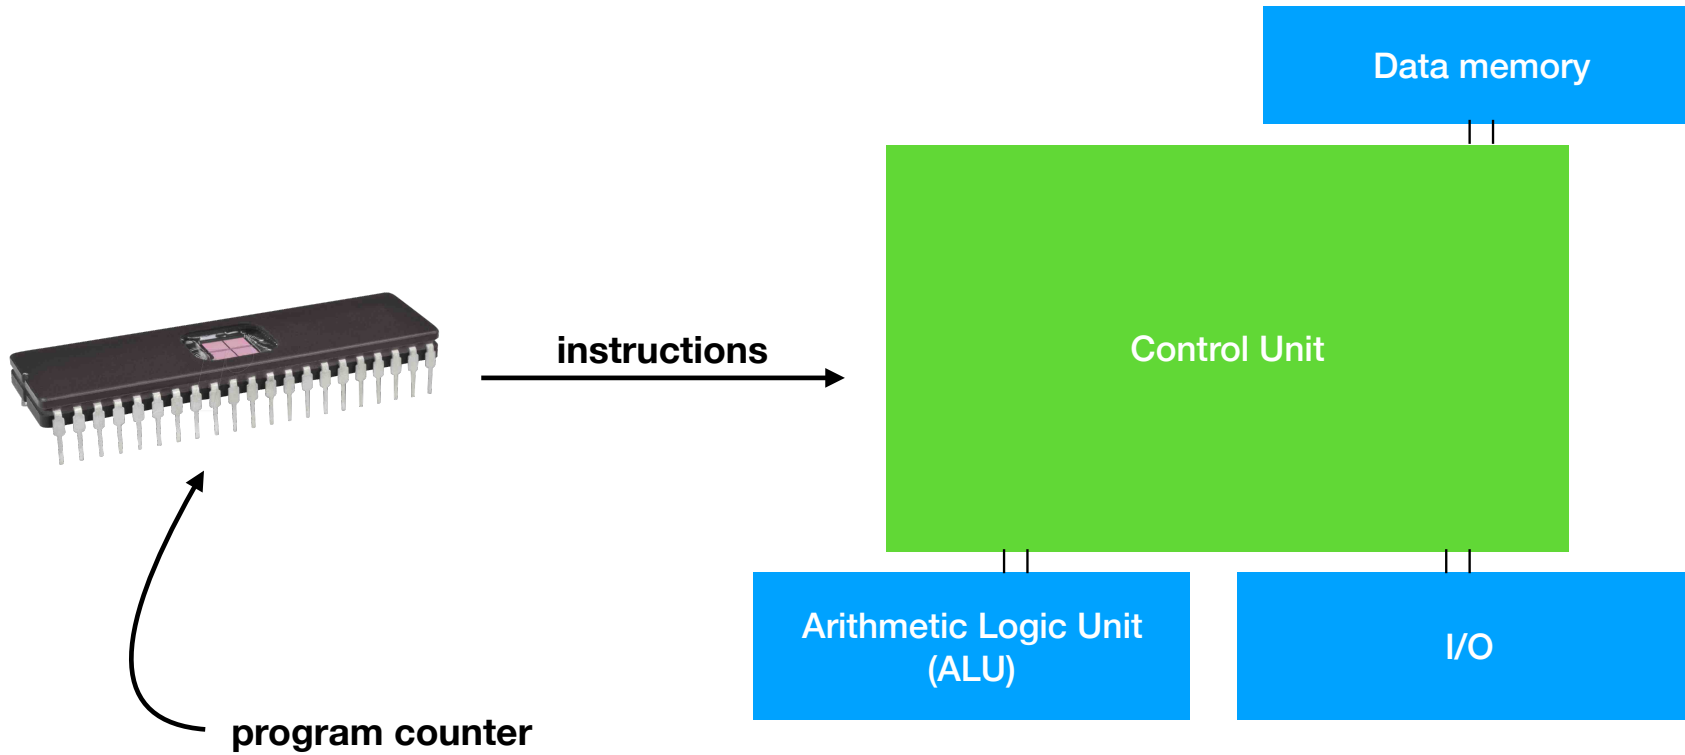 Data memory
instructions
Control Unit
Arithmetic Logic Unit
(ALU)
I/O
program counter